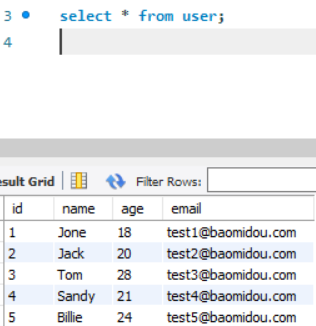 3 select * from user;
4
esult Grid Filter Rows:
id name age email
1 Jone 18 test1@baomidou.com
2 Jack 20 test2@baomidou.com
3 Tom 28 test3@baomidou.com
4 Sandy 21 test4@baomidou.com
5 Billie 24 test5@baomidou.com